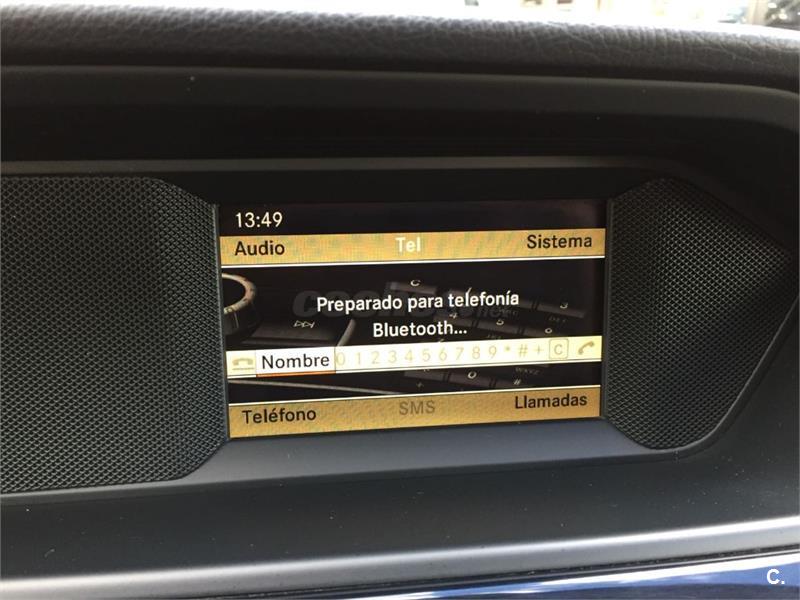 13:49
Audio Tel Sistema
Preparado para telefonía
Bluetooth...
Nombre 0 1 2 3 4 5 6 7 8 9 * # + C
Teléfono SMS Llamadas
C.